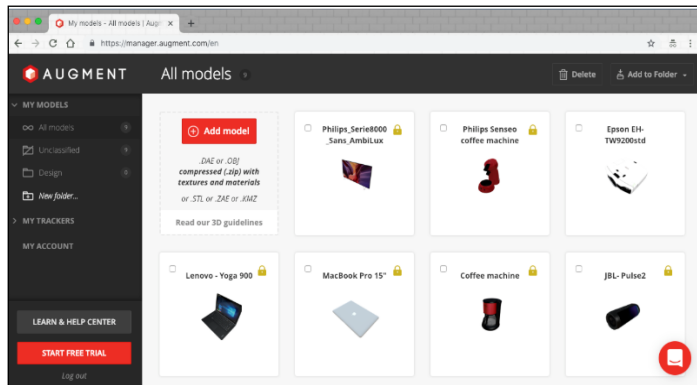 My models - All models | Aug
https://manager.augment.com/en
AUGMENT
All models 9
Delete
Add to Folder
MY MODELS
All models 9
Unclassified 9
Design 0
New folder...
MY TRACKERS
MY ACCOUNT
LEARN & HELP CENTER
START FREE TRIAL
Log out
Add model
.DAE or .OBJ
compressed (.zip) with
textures and materials
or .STL or .ZAE or .KMZ
Read our 3D guidelines
Philips_Serie8000
_Sans_AmbiLux
Philips Senseo
coffee machine
Epson EH-
TW9200std
Lenovo - Yoga 900
MacBook Pro 15"
Coffee machine
JBL- Pulse2